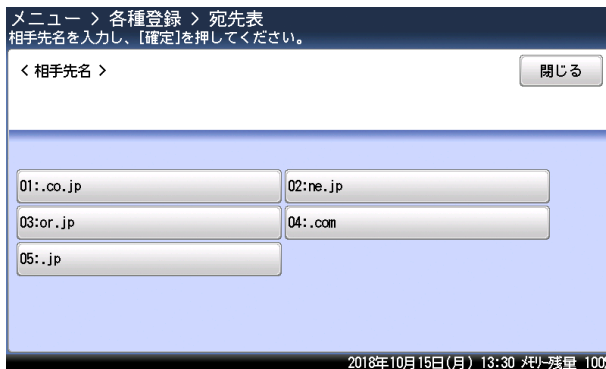 メニュー > 各種登録 > 宛先表
相手先名を入力し、[確定]を押してください。
< 相手先名 >
閉じる
01:.co.jp
02:ne.jp
03:or.jp
04:.com
05:.jp
2018年10月15日(月) 13:30 ﾒﾓﾘｰ残量 100%